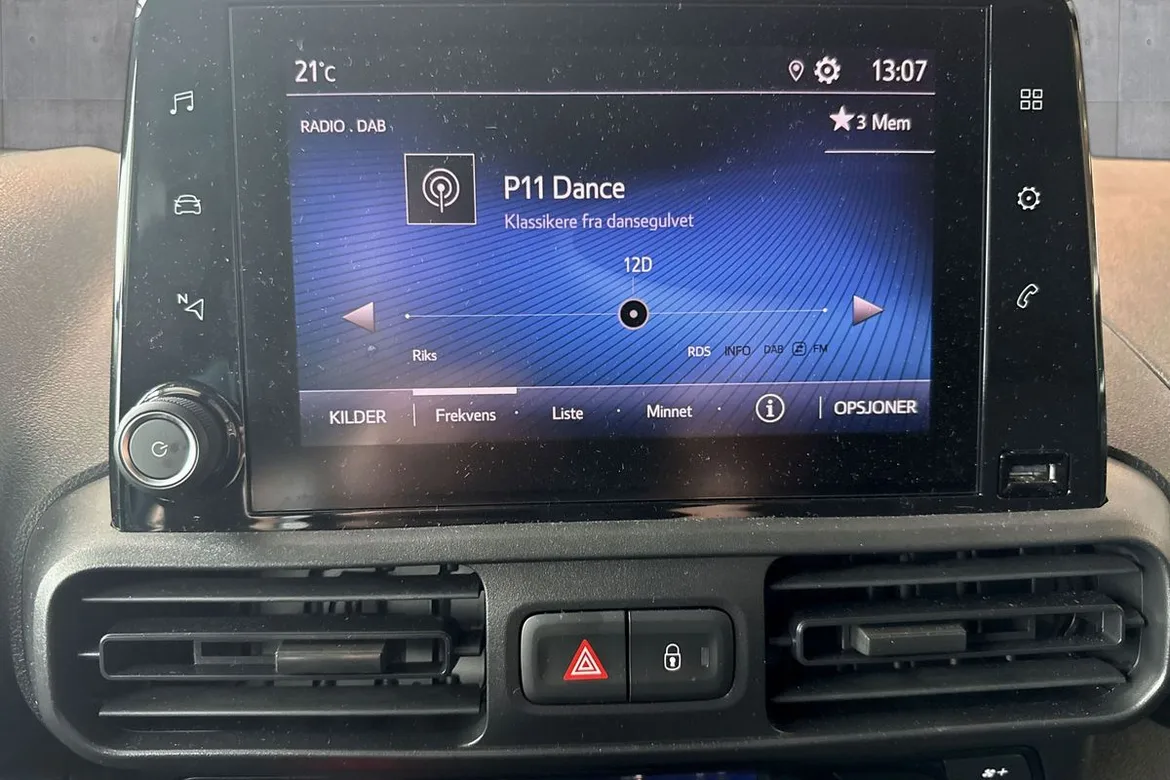 21°C
13:07
RADIO . DAB
3 Mem
P11 Dance
Klassikere fra dansegulvet
12D
N
Riks
RDS INFO DAB FM
KILDER Frekvens · Liste · Minnet · OPSJONER